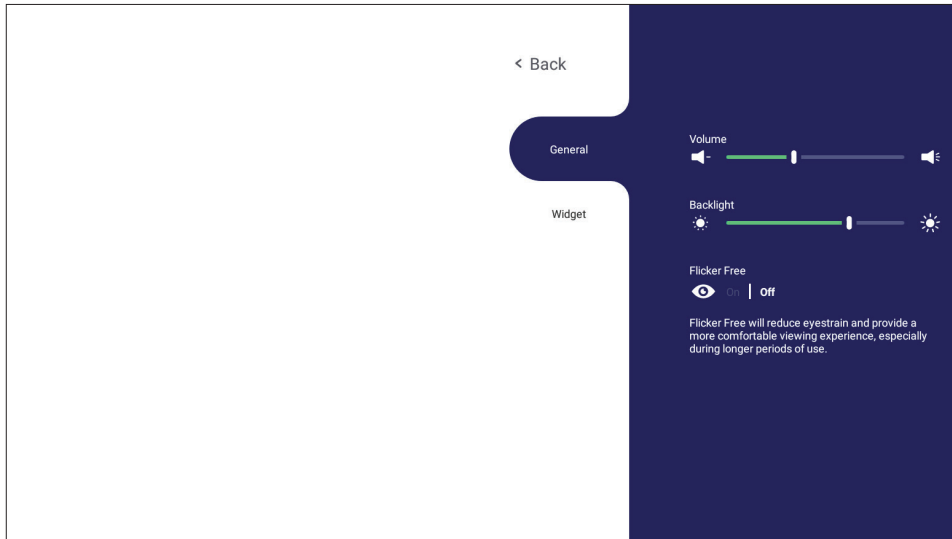 Back
General
Widget
Volume
Backlight
Flicker Free
On | Off
Flicker Free will reduce eyestrain and provide a
more comfortable viewing experience, especially
during longer periods of use.